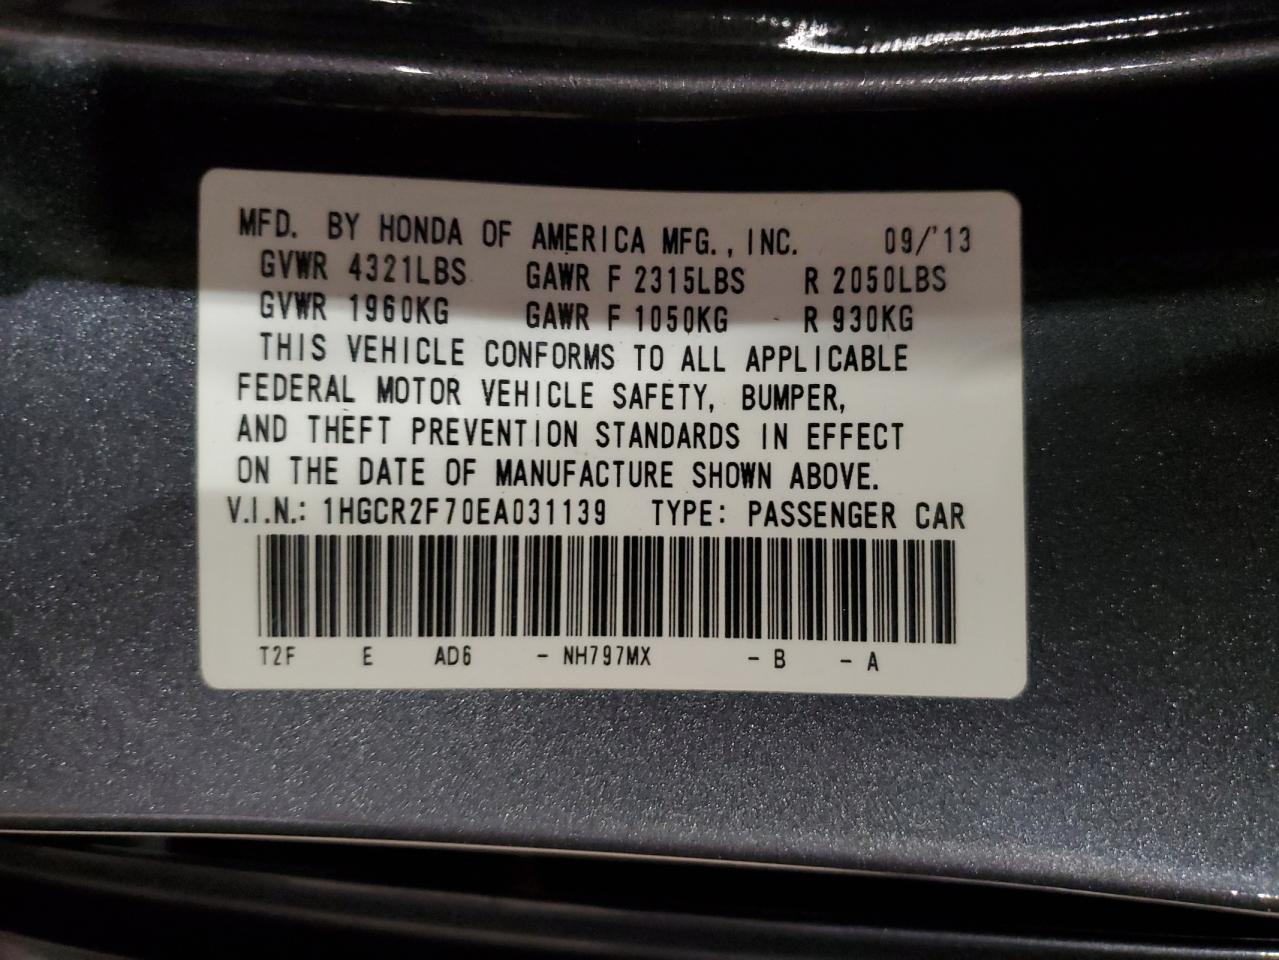 MFD. BY HONDA OF AMERICA MFG., INC. 09/'13
GVWR 4321LBS GAWR F 2315LBS R 2050LBS
GVWR 1960KG GAWR F 1050KG R 930KG
THIS VEHICLE CONFORMS TO ALL APPLICABLE
FEDERAL MOTOR VEHICLE SAFETY, BUMPER,
AND THEFT PREVENTION STANDARDS IN EFFECT
ON THE DATE OF MANUFACTURE SHOWN ABOVE.
V.I.N.: 1HGCR2F70EA031139 TYPE: PASSENGER CAR
T2F E AD6 - NH797MX - B - A